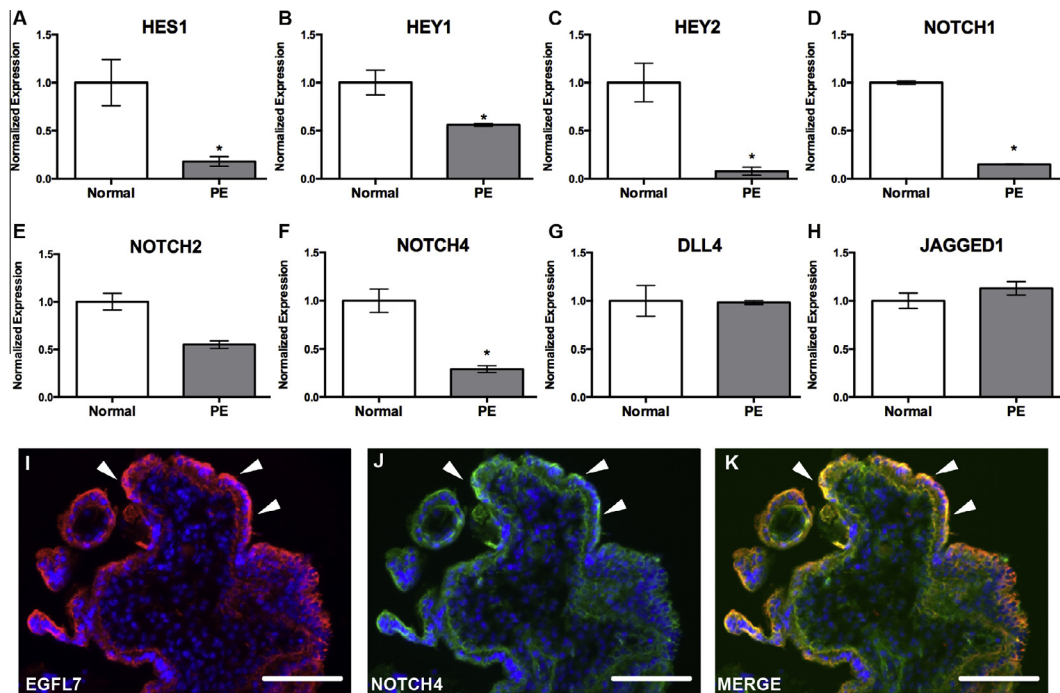 A
HES1
Normalized Expression
1.5
1.0
0.5
0.0
*
Normal PE
B
HEY1
Normalized Expression
1.5
1.0
0.5
0.0
*
Normal PE
C
HEY2
Normalized Expression
1.5
1.0
0.5
0.0
*
Normal PE
D
NOTCH1
Normalized Expression
1.5
1.0
0.5
0.0
*
Normal PE
E
NOTCH2
Normalized Expression
1.5
1.0
0.5
0.0
Normal PE
F
NOTCH4
Normalized Expression
1.5
1.0
0.5
0.0
*
Normal PE
G
DLL4
Normalized Expression
1.5
1.0
0.5
0.0
Normal PE
H
JAGGED1
Normalized Expression
1.5
1.0
0.5
0.0
Normal PE
I
EGFL7
J
NOTCH4
K
MERGE